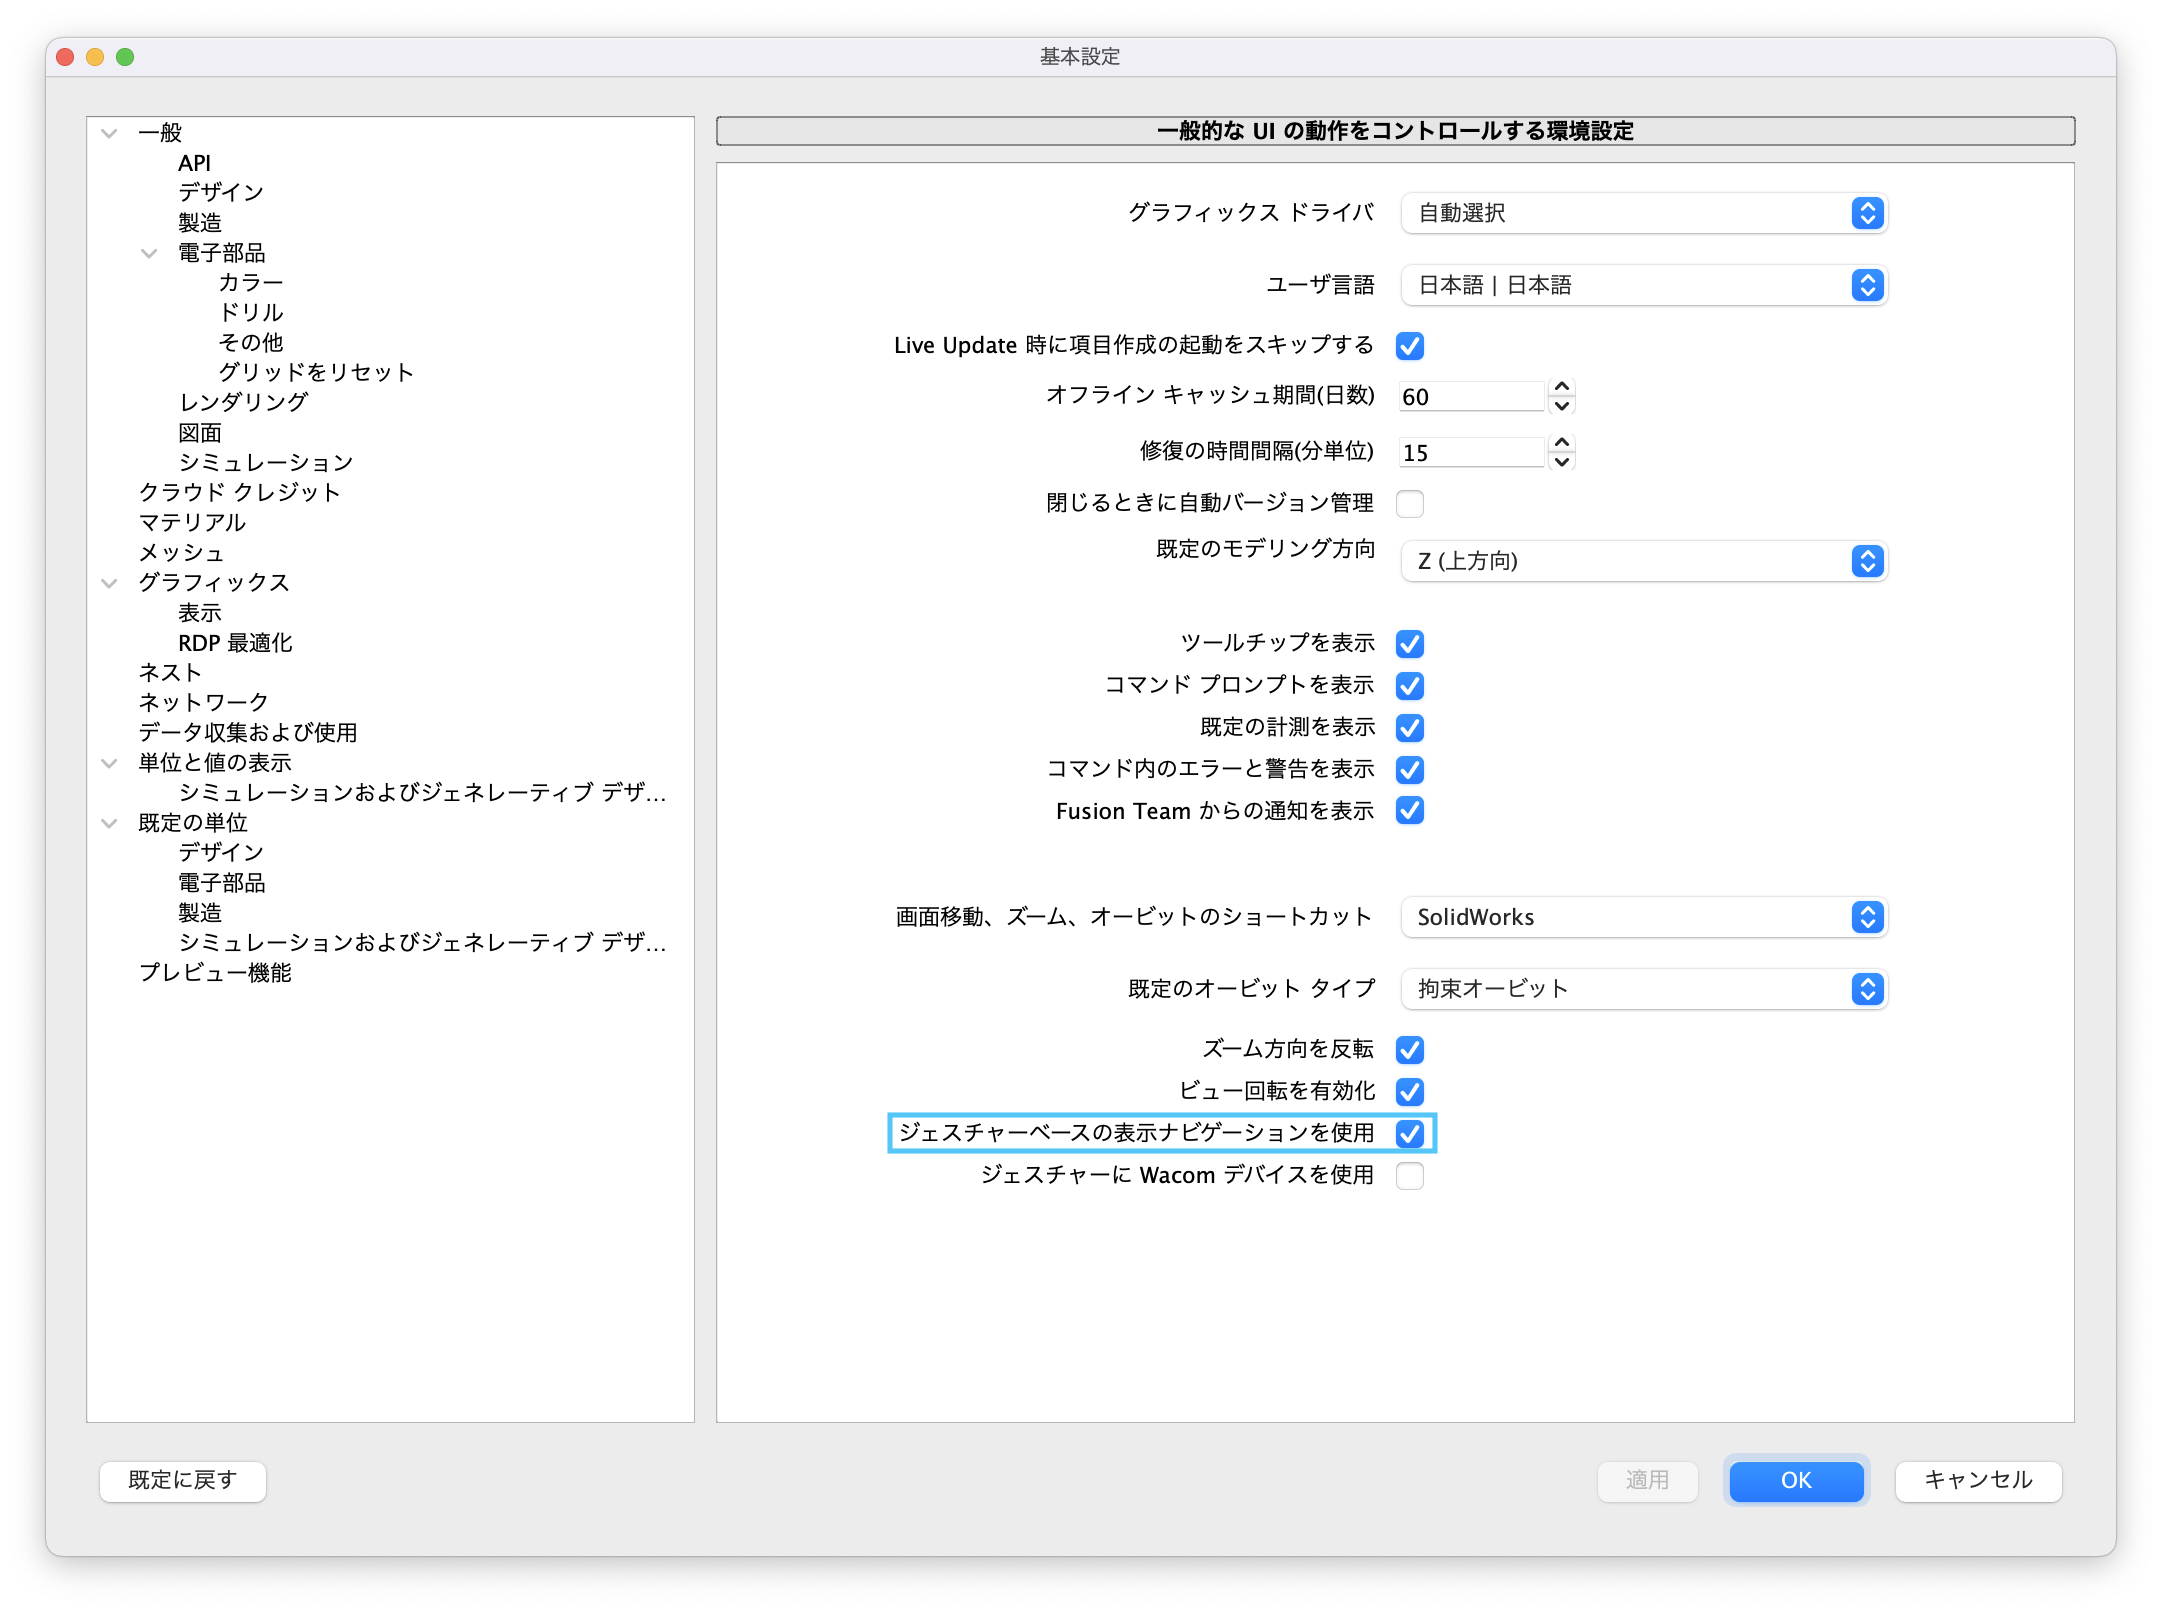 基本設定
一般
API
デザイン
製造
電子部品
カラー
ドリル
その他
グリッドをリセット
レンダリング
図面
シミュレーション
クラウド クレジット
マテリアル
メッシュ
グラフィックス
表示
RDP 最適化
ネスト
ネットワーク
データ収集および使用
単位と値の表示
シミュレーションおよびジェネレーティブ デザ...
既定の単位
デザイン
電子部品
製造
シミュレーションおよびジェネレーティブ デザ...
プレビュー機能
一般的な UI の動作をコントロールする環境設定
グラフィックス ドライバ 自動選択
ユーザ言語 日本語 | 日本語
Live Update 時に項目作成の起動をスキップする
オフライン キャッシュ期間(日数) 60
修復の時間間隔(分単位) 15
閉じるときに自動バージョン管理
既定のモデリング方向 Z (上方向)
ツールチップを表示
コマンド プロンプトを表示
既定の計測を表示
コマンド内のエラーと警告を表示
Fusion Team からの通知を表示
画面移動、ズーム、オービットのショートカット SolidWorks
既定のオービット タイプ 拘束オービット
ズーム方向を反転
ビュー回転を有効化
ジェスチャーベースの表示ナビゲーションを使用
ジェスチャーに Wacom デバイスを使用
既定に戻す 適用 OK キャンセル